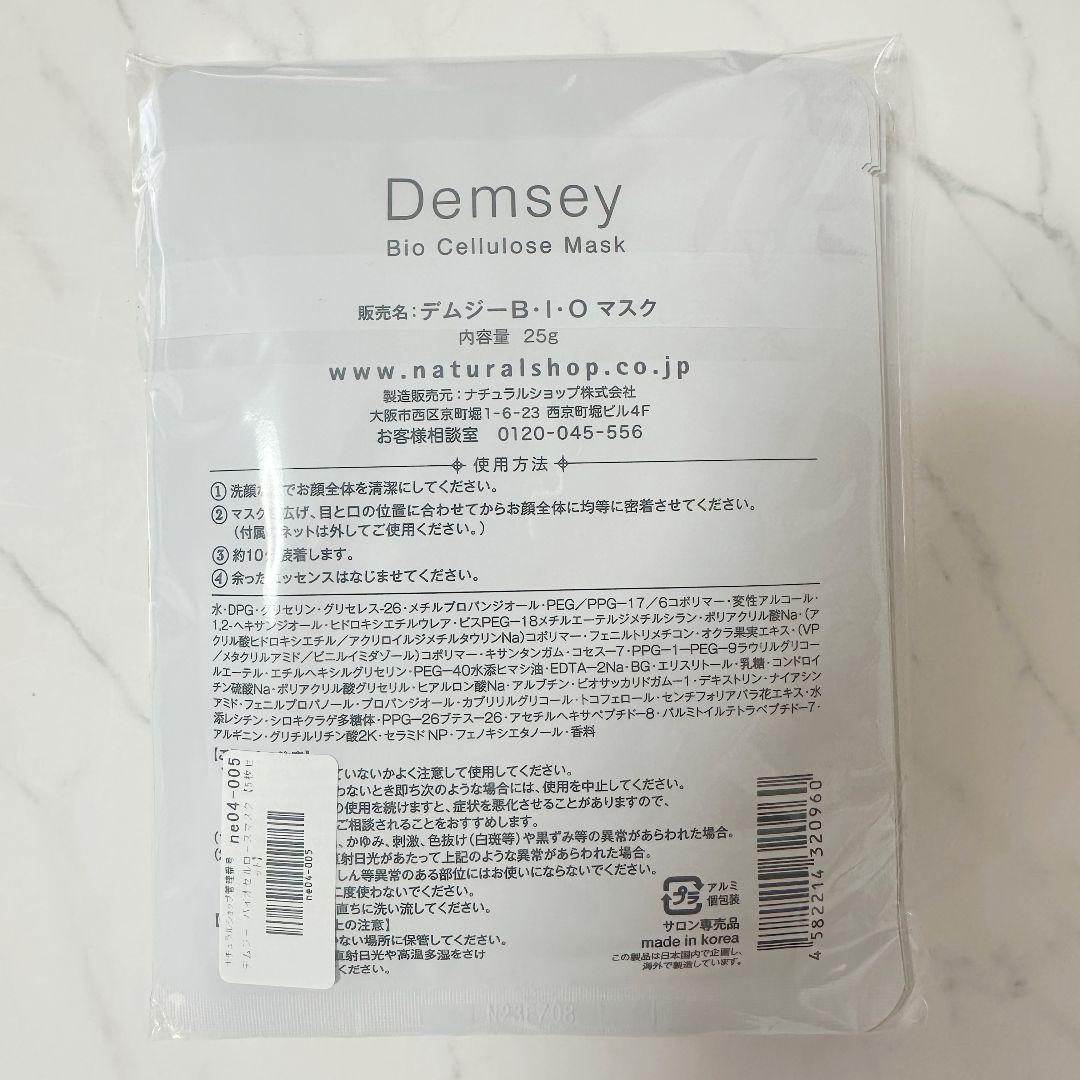 Demsey
Bio Cellulose Mask
販売名：デムジーB・I・O マスク
内容量 25g
www.naturalshop.co.jp
製造販売元：ナチュラルショップ株式会社
大阪市西区京町堀1-6-23 西京町堀ビル4F
お客様相談室 0120-045-556
使用方法
① 洗顔 でお顔全体を清潔にしてください。
② マスク 広げ、目と口の位置に合わせてからお顔全体に均等に密着させてください。
（付属 ネットは外してご使用ください。）
③ 約10 装着します。
④ 余った エッセンスはなじませてください。
水・DPG・グリセリン・グリセレス-26・メチルプロパンジオール・PEG／PPG-17／6コポリマー・変性アルコール・
1,2-ヘキサンジオール・ヒドロキシエチルウレア・ビスPEG-18メチルエーテルジメチルシラン・ポリアクリル酸Na・(ア
クリル酸ヒドロキシエチル／アクリロイルジメチルタウリンNa)コポリマー・フェニルトリメチコン・オクラ果実エキス・(VP
／メタクリルアミド／ビニルイミダゾール)コポリマー・キサンタンガム・コセスー7・PPG-1-PEG-9ラウリルグリコー
ルエーテル・エチルヘキシルグリセリン・PEG-40水添ヒマシ油・EDTA-2Na・BG・エリスリトール・乳糖・コンドロイ
チン硫酸Na・ポリアクリル酸グリセリル・ヒアルロン酸Na・アルブチン・ビオサッカリドガム-1・デキストリン・ナイアシン
アミド・フェニルプロパノール・プロパンジオール・カプリリルグリコール・トコフェロール・センチフォリアバラ花エキス・水
添レシチン・シロキクラゲ多糖体・PPG-26ブテス-26・アセチルヘキサペプチド-8・パルミトイルテトラペプチド-7・
アルギニン・グリチルリチン酸2K・セラミドNP・フェノキシエタノール・香料
ていないかよく注意して使用してください。
わないとき即ち次のような場合には、使用を中止してください。
の使用を続けますと、症状を悪化させることがありますので、
ご相談されることをおすすめします。
、かゆみ、刺激、色抜け(白斑等)や黒ずみ等の異常があらわれた場合。
直射日光があたって上記のような異常があらわれた場合。
しん等異常のある部位にはお使いにならないでください。
二度使わないでください。
直ちに洗い流してください。
上の注意】
かない場所に保管してください。
直射日光や高温多湿をさけ
ください。
ナチュラルショップ管理番号 ne04-005
デムジー バイオセルロースマスク 【5枚セ
ット】
ne04-005
プラ
アルミ
個包装
サロン専売品
made in korea
この製品は日本国内で企画し、
海外で製造しています。
4582214320960